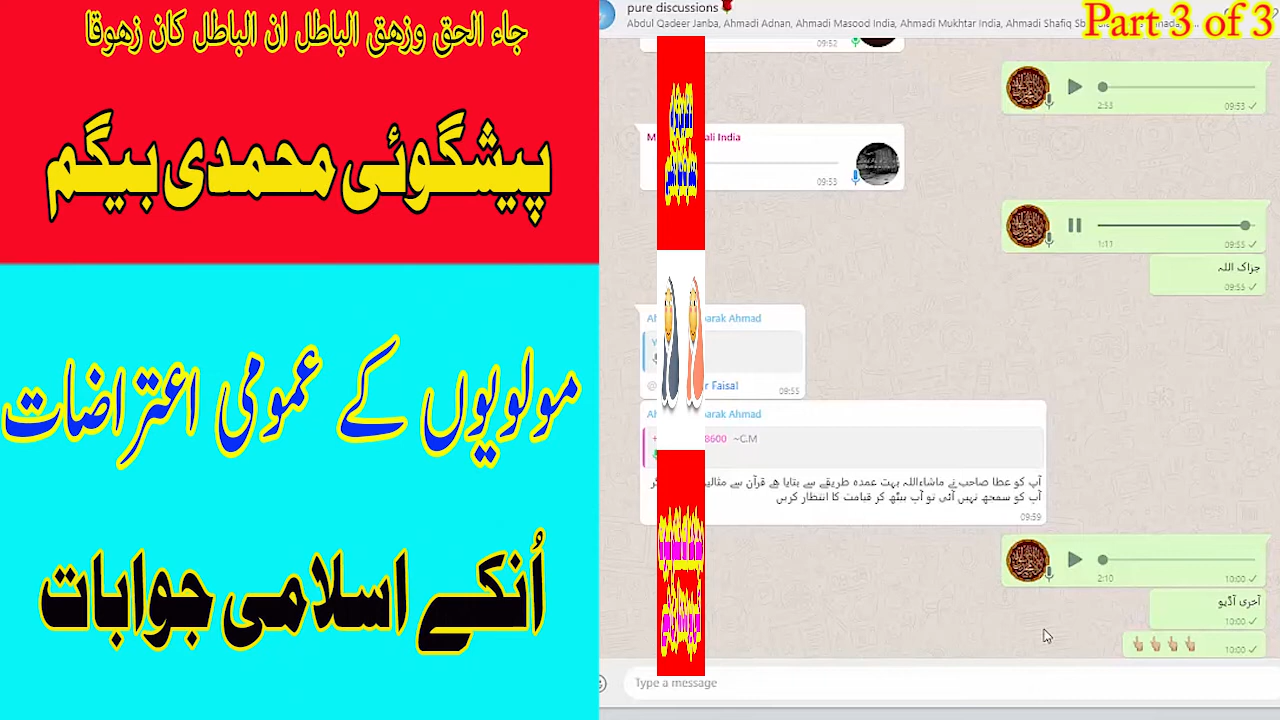 جاء الحق وزهق الباطل ان الباطل كان زهوقا
پیشگوئی محمدی بیگم
مولویوں کے عمومی اعتراضات
اُنکے اسلامی جوابات
pure discussions🌹
Abdul Qadeer Janba, Ahmadi Adnan, Ahmadi Masood India, Ahmadi Mukhtar India, Ahmadi Shafiq
Part 3 of 3
09:52
2:53
09:53
ali India
09:53
1:11
09:55
جزاک اللہ
09:55
barak Ahmad
r Faisal
09:55
barak Ahmad
8600 ~C.M
آپ کو عطا صاحب نے ماشاءاللہ بہت عمدہ طریقے سے بتایا ھے قرآن سے
آپ کو سمجھ نہیں آئی تو آپ بیٹھ کر قیامت کا انتظار کریں
09:59
2:10
10:00
آخری آڈیو
10:00
👆🏼👆🏼👆🏼👆🏼
10:00
Type a message